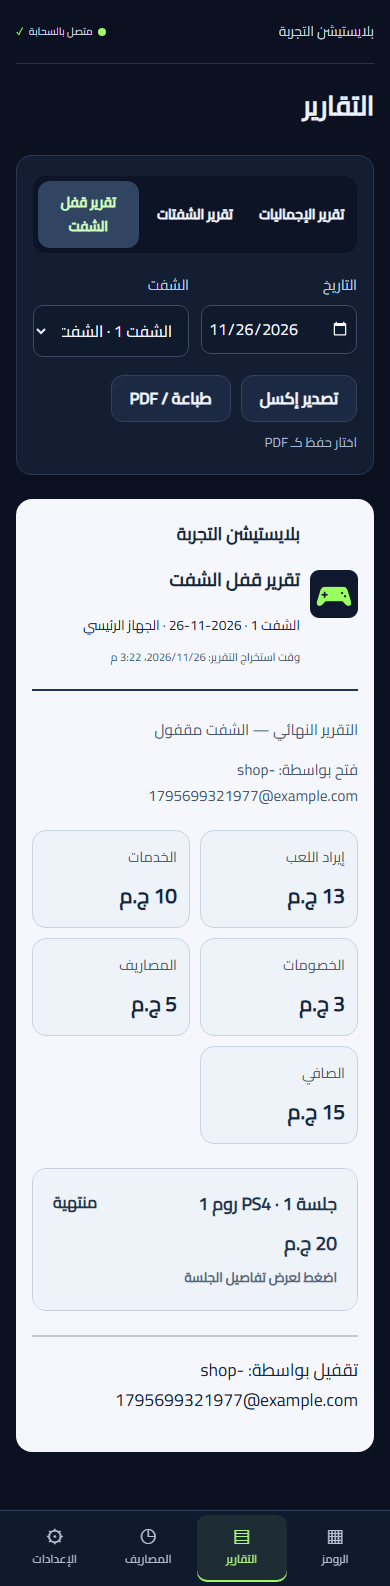 بلايستيشن التجربة
متصل بالسحابة ✓
التقارير
تقرير الإجماليات
تقرير الشفتات
تقرير قفل
الشفت
التاريخ
الشفت
11/26/2026
الشفت 1 · الشفت
تصدير إكسل
طباعة / PDF
اختار حفظ كـ PDF
بلايستيشن التجربة
تقرير قفل الشفت
الشفت 1 · 2026-11-26 · الجهاز الرئيسي
وقت استخراج التقرير: 2026/11/26، 3:22 م
التقرير النهائي — الشفت مقفول
فتح بواسطة: shop-
1795699321977@example.com
إيراد اللعب
13 ج.م
الخدمات
10 ج.م
الخصومات
3 ج.م
المصاريف
5 ج.م
الصافي
15 ج.م
جلسة 1 · PS4 روم 1
منتهية
20 ج.م
اضغط لعرض تفاصيل الجلسة
تقفيل بواسطة: shop-
1795699321977@example.com
الرومز
التقارير
المصاريف
الإعدادات